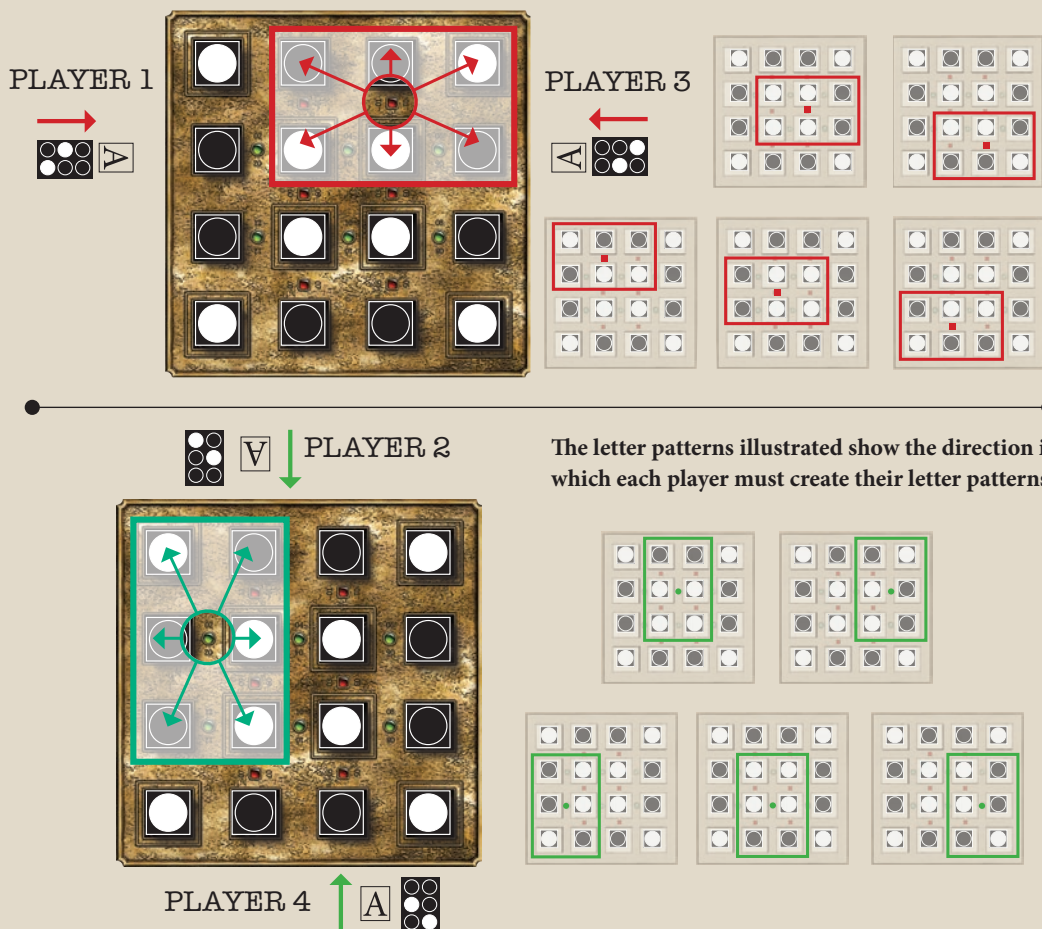 PLAYER 1
A
PLAYER 3
A
PLAYER 2
A
The letter patterns illustrated show the direction
which each player must create their letter patterns
PLAYER 4
A